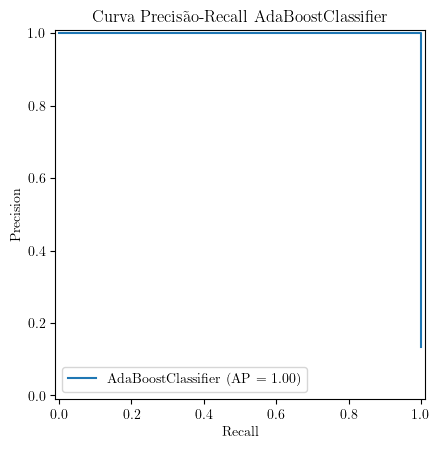 Curva Precisão-Recall AdaBoostClassifier
1.0
0.8
0.6
0.4
0.2
0.0
Precision
AdaBoostClassifier (AP = 1.00)
0.0 0.2 0.4 0.6 0.8 1.0
Recall